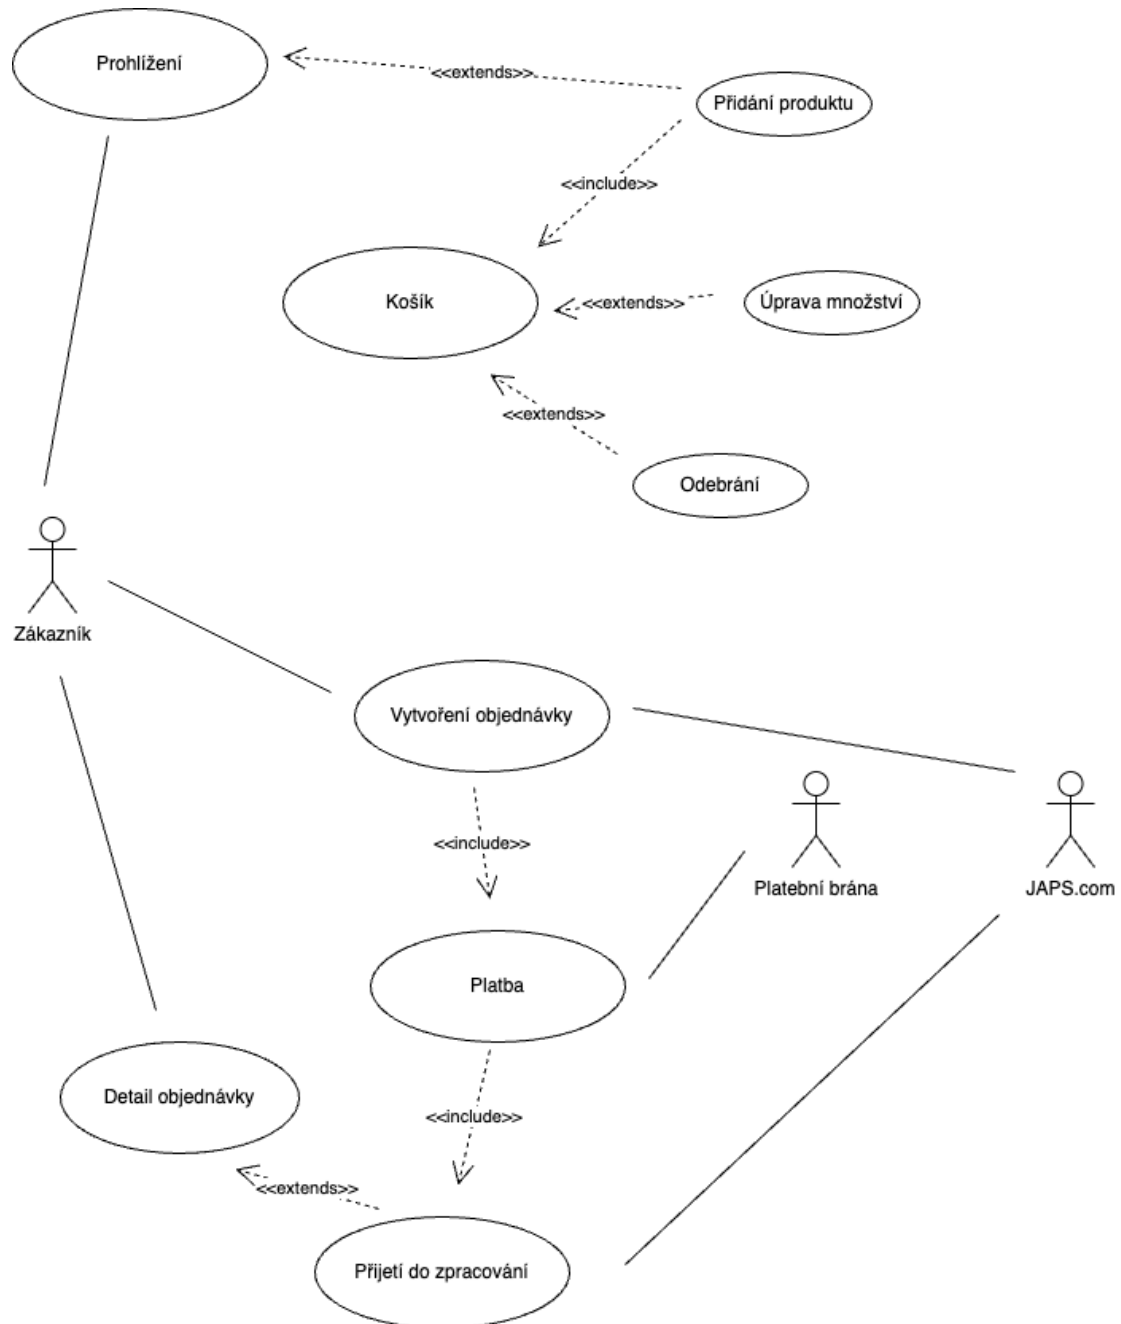 Prohlížení
<<extends>>
Přidání produktu
<<include>>
Košík
<<extends>>
Úprava množství
<<extends>>
Odebrání
Zákazník
Vytvoření objednávky
<<include>>
Platební brána
JAPS.com
Platba
Detail objednávky
<<include>>
<<extends>>
Přijetí do zpracování